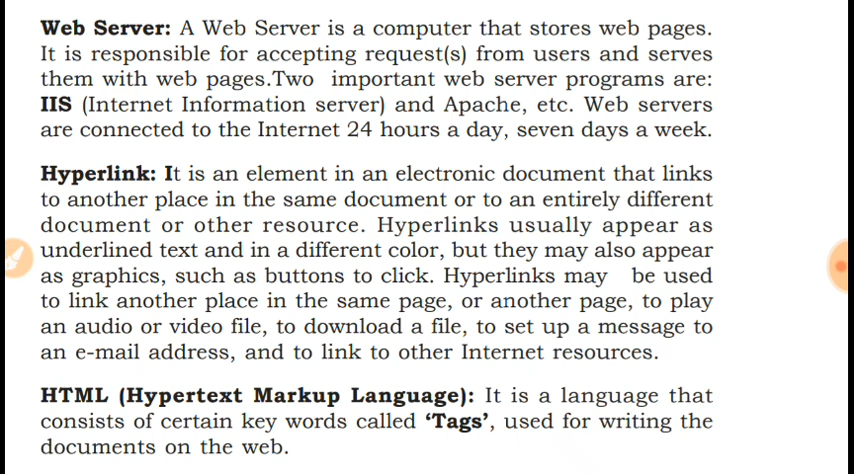 Web Server: A Web Server is a computer that stores web pages.
It is responsible for accepting request(s) from users and serves
them with web pages.Two important web server programs are:
IIS (Internet Information server) and Apache, etc. Web servers
are connected to the Internet 24 hours a day, seven days a week.
Hyperlink: It is an element in an electronic document that links
to another place in the same document or to an entirely different
document or other resource. Hyperlinks usually appear as
underlined text and in a different color, but they may also appear
as graphics, such as buttons to click. Hyperlinks may be used
to link another place in the same page, or another page, to play
an audio or video file, to download a file, to set up a message to
an e-mail address, and to link to other Internet resources.
HTML (Hypertext Markup Language): It is a language that
consists of certain key words called ‘Tags’, used for writing the
documents on the web.